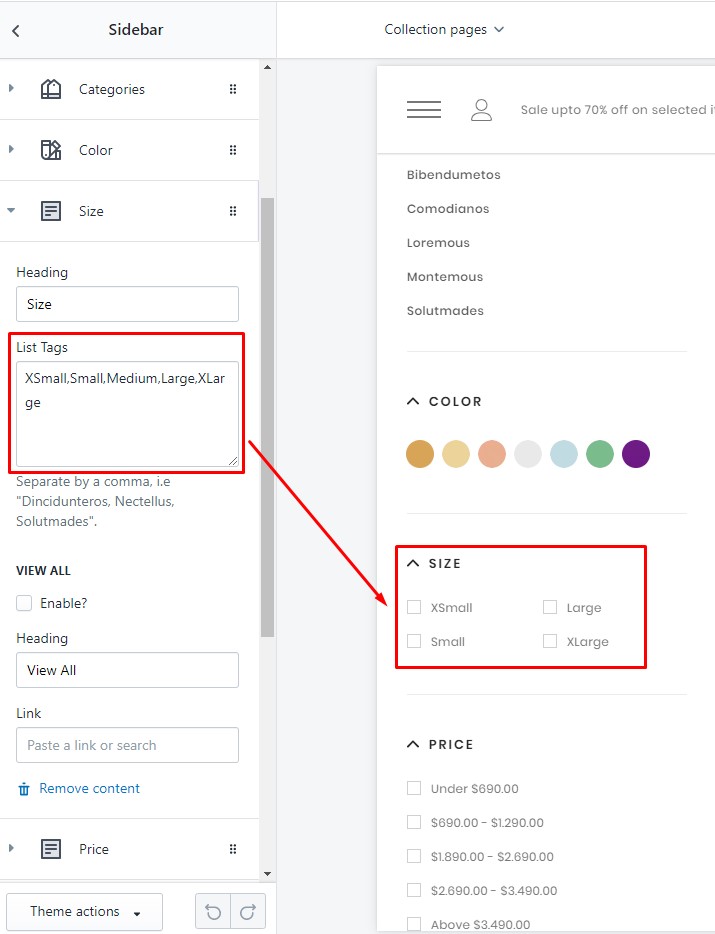 Sidebar
Categories
Color
Size
Heading
Size
List Tags
XSmall,Small,Medium,Large,XLar
ge
Separate by a comma, i.e
"Dincidunteros, Nectellus,
Solutmades".
VIEW ALL
Enable?
Heading
View All
Link
Paste a link or search
Remove content
Price
Theme actions
Collection pages
Sale upto 70% off on selected i
Bibendumetos
Comodianos
Loremous
Montemous
Solutmades
COLOR
SIZE
XSmall
Large
Small
XLarge
PRICE
Under $690.00
$690.00 - $1.290.00
$1.890.00 - $2.690.00
$2.690.00 - $3.490.00
Above $3.490.00